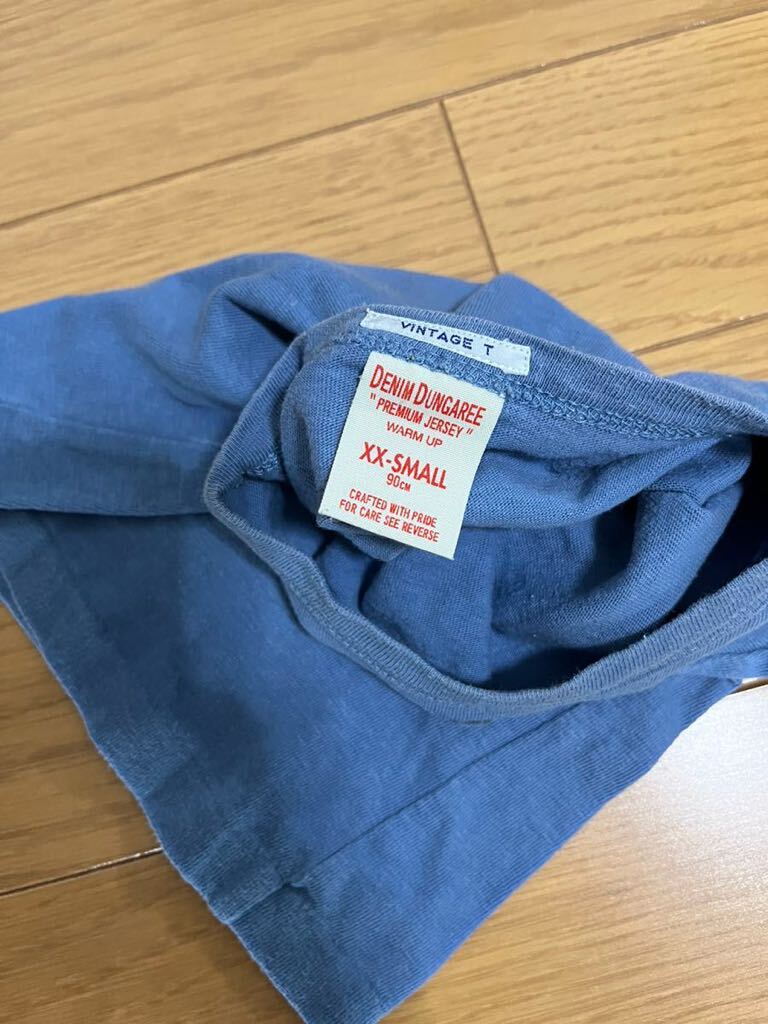 VINTAGE T
DENIM DUNGAREE
"PREMIUM JERSEY"
WARM UP
XX-SMALL
90CM
CRAFTED WITH PRIDE
FOR CARE SEE REVERSE